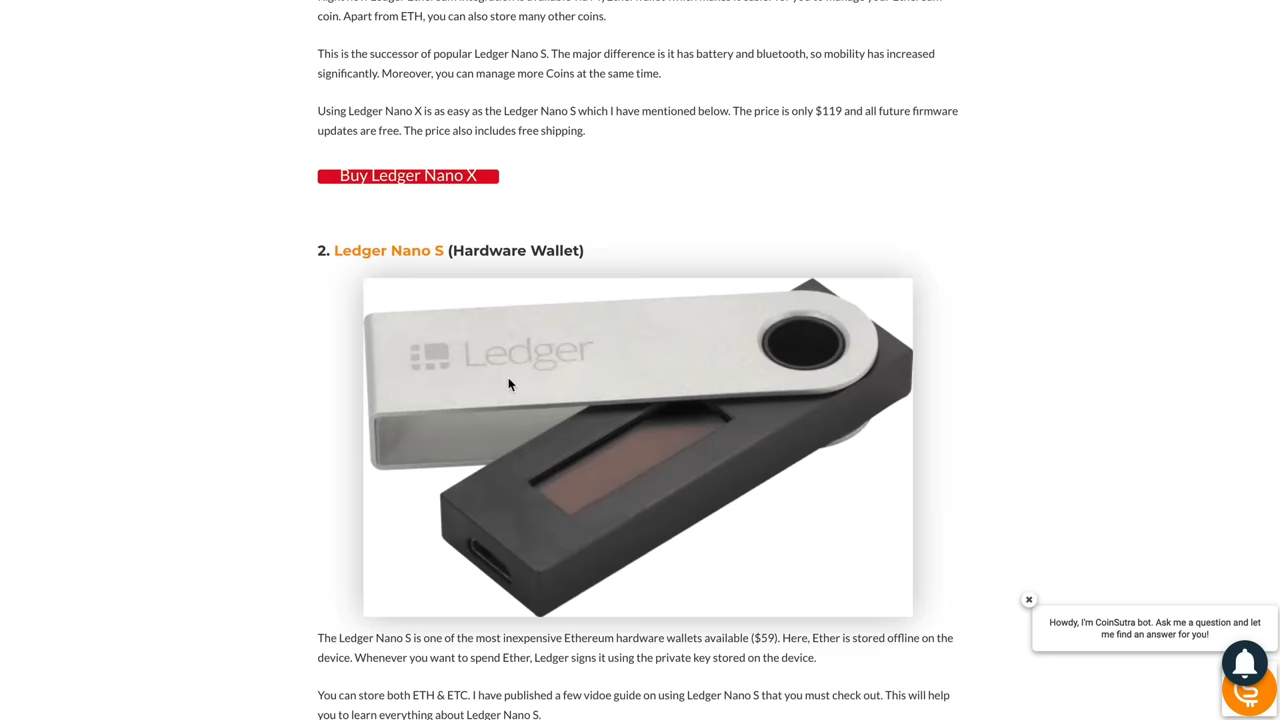 coin. Apart from ETH, you can also store many other coins.
This is the successor of popular Ledger Nano S. The major difference is it has battery and bluetooth, so mobility has increased
significantly. Moreover, you can manage more Coins at the same time.
Using Ledger Nano X is as easy as the Ledger Nano S which I have mentioned below. The price is only $119 and all future firmware
updates are free. The price also includes free shipping.
Buy Ledger Nano X
2. Ledger Nano S (Hardware Wallet)
Ledger
The Ledger Nano S is one of the most inexpensive Ethereum hardware wallets available ($59). Here, Ether is stored offline on the
device. Whenever you want to spend Ether, Ledger signs it using the private key stored on the device.
You can store both ETH & ETC. I have published a few vidoe guide on using Ledger Nano S that you must check out. This will help
you to learn everything about Ledger Nano S.
Howdy, I'm CoinSutra bot. Ask me a question and let
me find an answer for you!